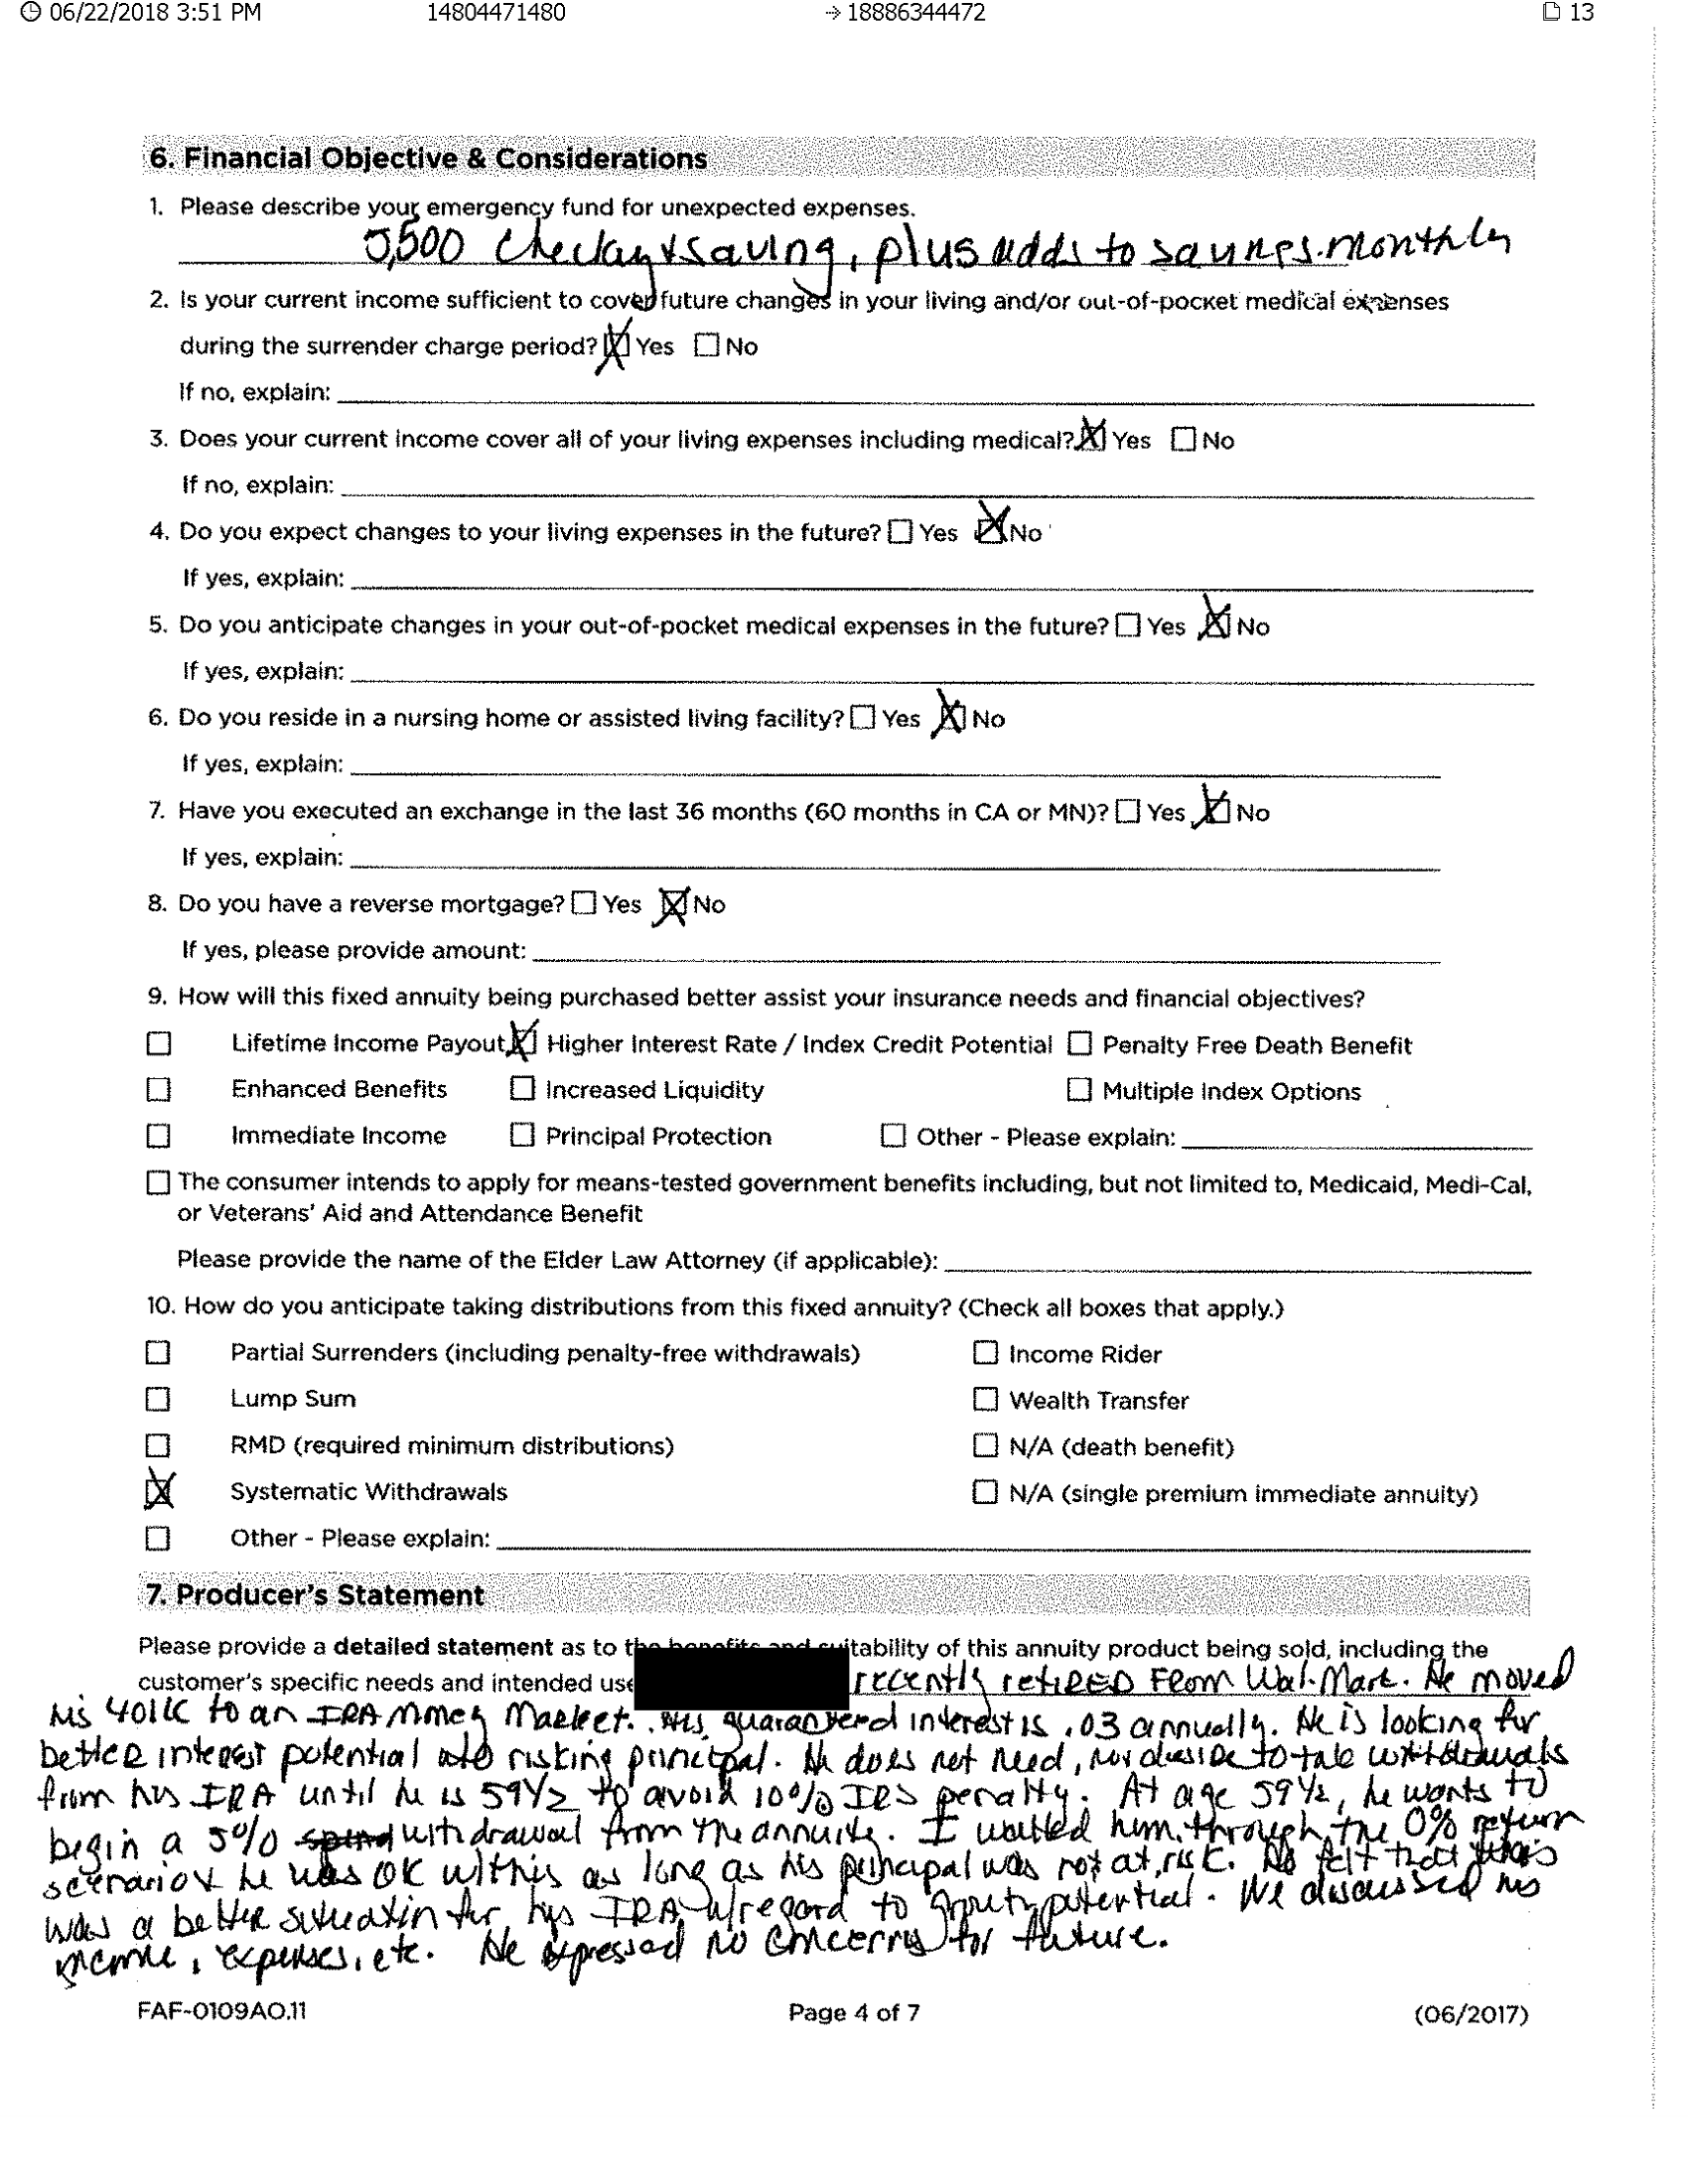 06/22/2018 3:51 PM 14804471480 → 18886344472 13
6. Financial Objective & Considerations
1. Please describe your emergency fund for unexpected expenses.
5,500 checking & saving, plus adds to savings monthly
2. Is your current income sufficient to cover future changes in your living and/or out-of-pocket medical expenses
during the surrender charge period? ☒ Yes ☐ No
If no, explain:
3. Does your current income cover all of your living expenses including medical? ☒ Yes ☐ No
If no, explain:
4. Do you expect changes to your living expenses in the future? ☐ Yes ☒ No
If yes, explain:
5. Do you anticipate changes in your out-of-pocket medical expenses in the future? ☐ Yes ☒ No
If yes, explain:
6. Do you reside in a nursing home or assisted living facility? ☐ Yes ☒ No
If yes, explain:
7. Have you executed an exchange in the last 36 months (60 months in CA or MN)? ☐ Yes ☒ No
If yes, explain:
8. Do you have a reverse mortgage? ☐ Yes ☒ No
If yes, please provide amount:
9. How will this fixed annuity being purchased better assist your insurance needs and financial objectives?
☐ Lifetime Income Payout ☒ Higher Interest Rate / Index Credit Potential ☐ Penalty Free Death Benefit
☐ Enhanced Benefits ☐ Increased Liquidity ☐ Multiple Index Options
☐ Immediate Income ☐ Principal Protection ☐ Other - Please explain:
☐ The consumer intends to apply for means-tested government benefits including, but not limited to, Medicaid, Medi-Cal,
or Veterans' Aid and Attendance Benefit
Please provide the name of the Elder Law Attorney (if applicable):
10. How do you anticipate taking distributions from this fixed annuity? (Check all boxes that apply.)
☐ Partial Surrenders (including penalty-free withdrawals) ☐ Income Rider
☐ Lump Sum ☐ Wealth Transfer
☐ RMD (required minimum distributions) ☐ N/A (death benefit)
☒ Systematic Withdrawals ☐ N/A (single premium immediate annuity)
☐ Other - Please explain:
7. Producer's Statement
Please provide a detailed statement as to the benefits and suitability of this annuity product being sold, including the
customer's specific needs and intended use recently retired from Wal-Mart. He moved
his 401K to an IRA Money Market. His guaranteed interest is .03 annually. He is looking for
better interest potential w/o risking principal. He does not need, nor desire to take withdrawals
from his IRA until he is 59 1/2 to avoid 10% IRS penalty. At age 59 1/2, he wants to
begin a 5% withdrawal from the annuity. I walked him through the 0% return
scenario & he was OK w/this as long as his principal was not at risk. He felt that this
was a better situation for his IRA w/regard to growth potential. We discussed his
income, expenses, etc. He expressed no concerns for future.
FAF-0109AO.11 Page 4 of 7 (06/2017)